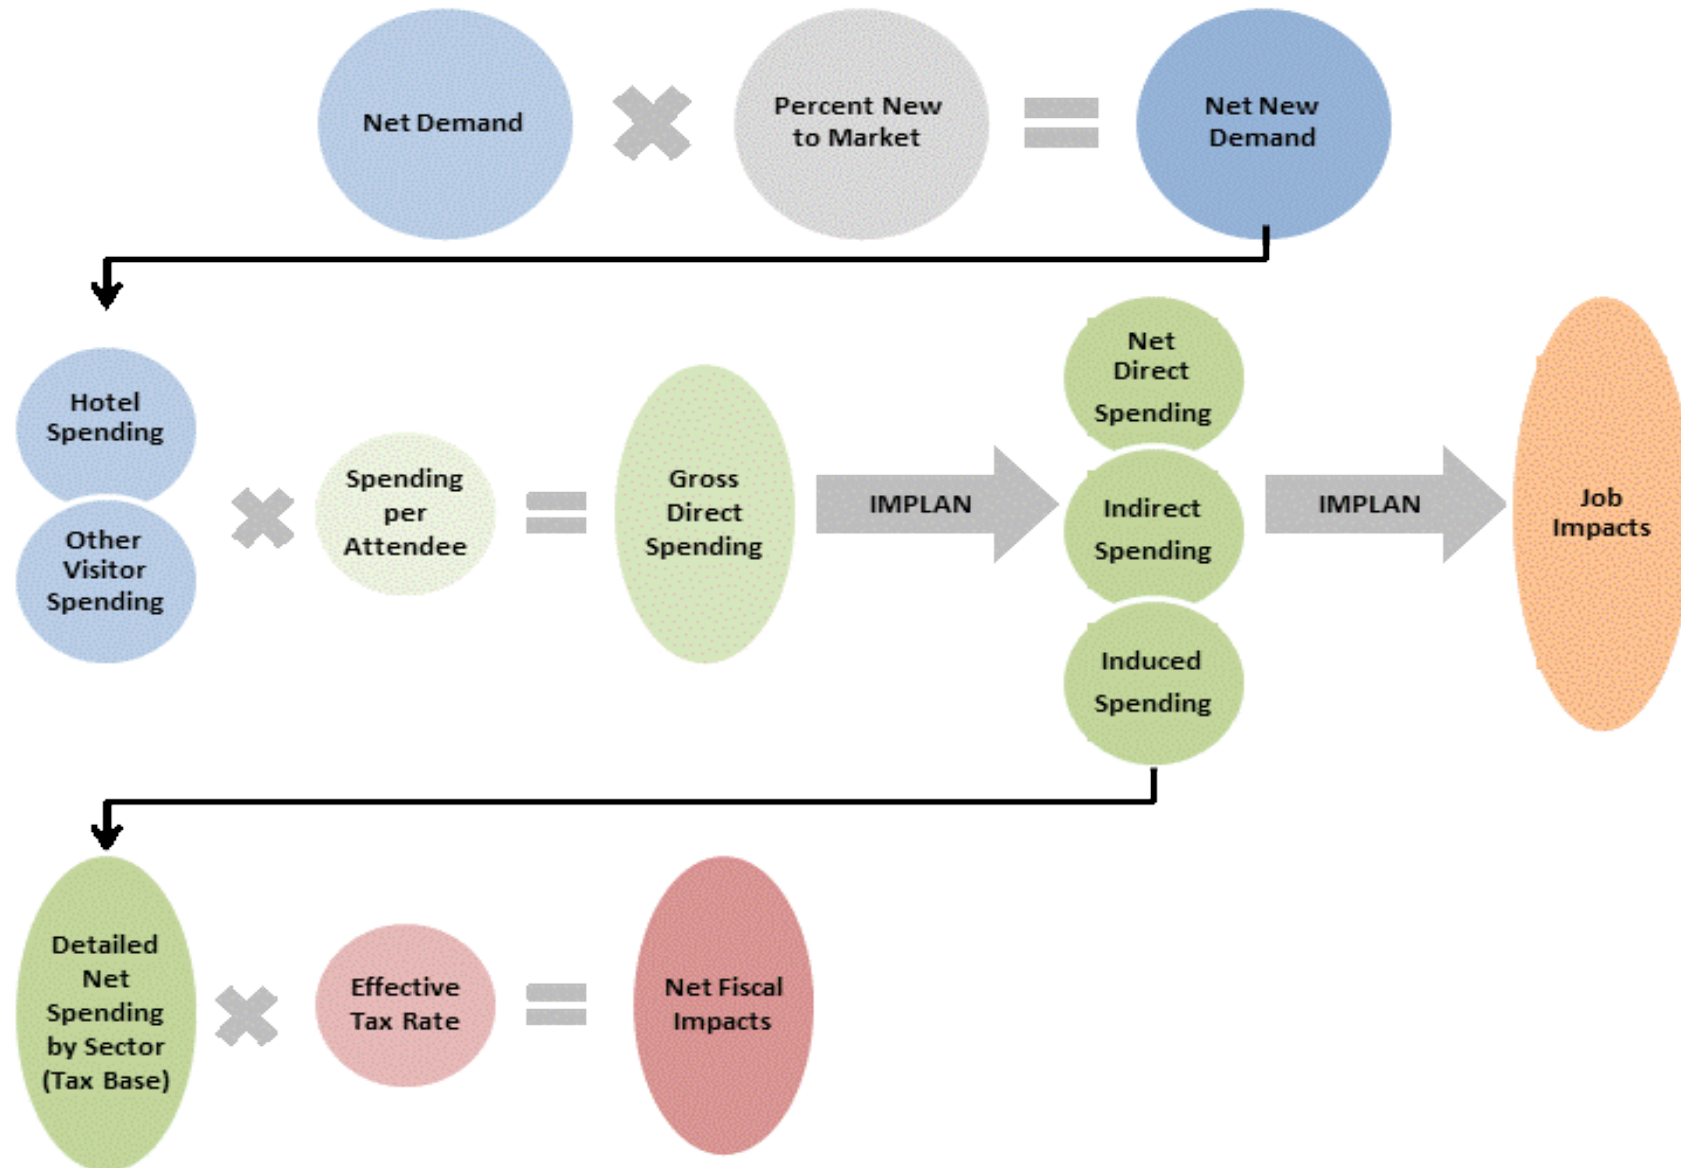 Net Demand
Percent New
to Market
Net New
Demand
Hotel
Spending
Other
Visitor
Spending
Spending
per
Attendee
Gross
Direct
Spending
IMPLAN
Net
Direct
Spending
Indirect
Spending
Induced
Spending
IMPLAN
Job
Impacts
Detailed
Net
Spending
by Sector
(Tax Base)
Effective
Tax Rate
Net Fiscal
Impacts